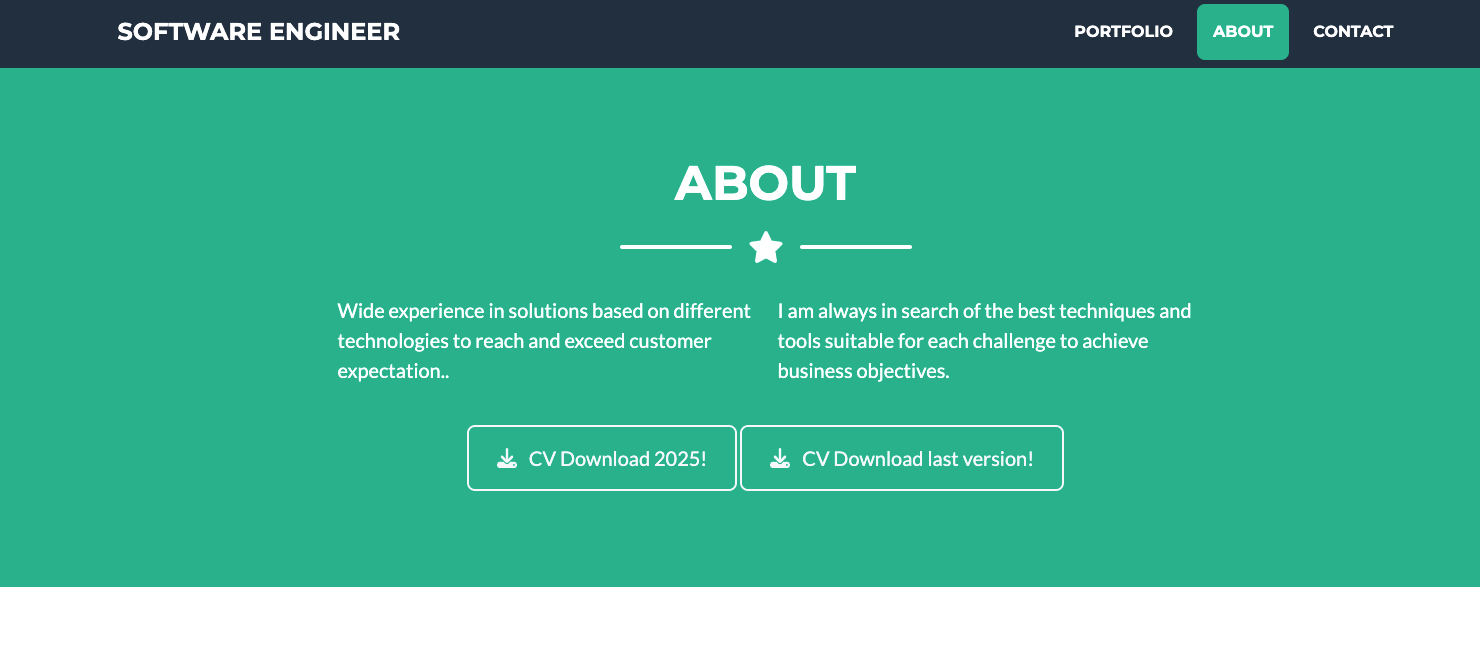 SOFTWARE ENGINEER
PORTFOLIO ABOUT CONTACT
ABOUT
Wide experience in solutions based on different
technologies to reach and exceed customer
expectation..
I am always in search of the best techniques and
tools suitable for each challenge to achieve
business objectives.
CV Download 2025!
CV Download last version!